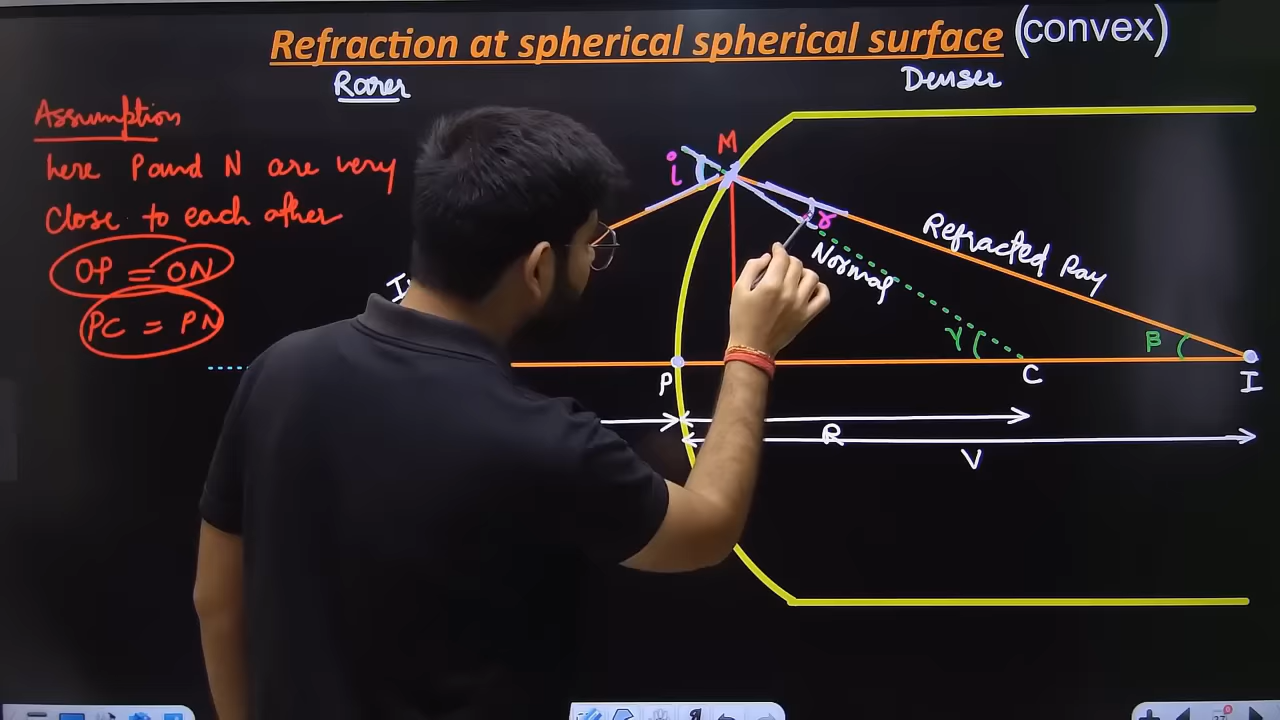 Refraction at spherical spherical surface (convex)
Rarer
Denser
Assumption
here P and N are very
Close to each other
OP = ON
PC = PN
M
i
r
Normal
Refracted Ray
γ
β
P
C
I
R
V